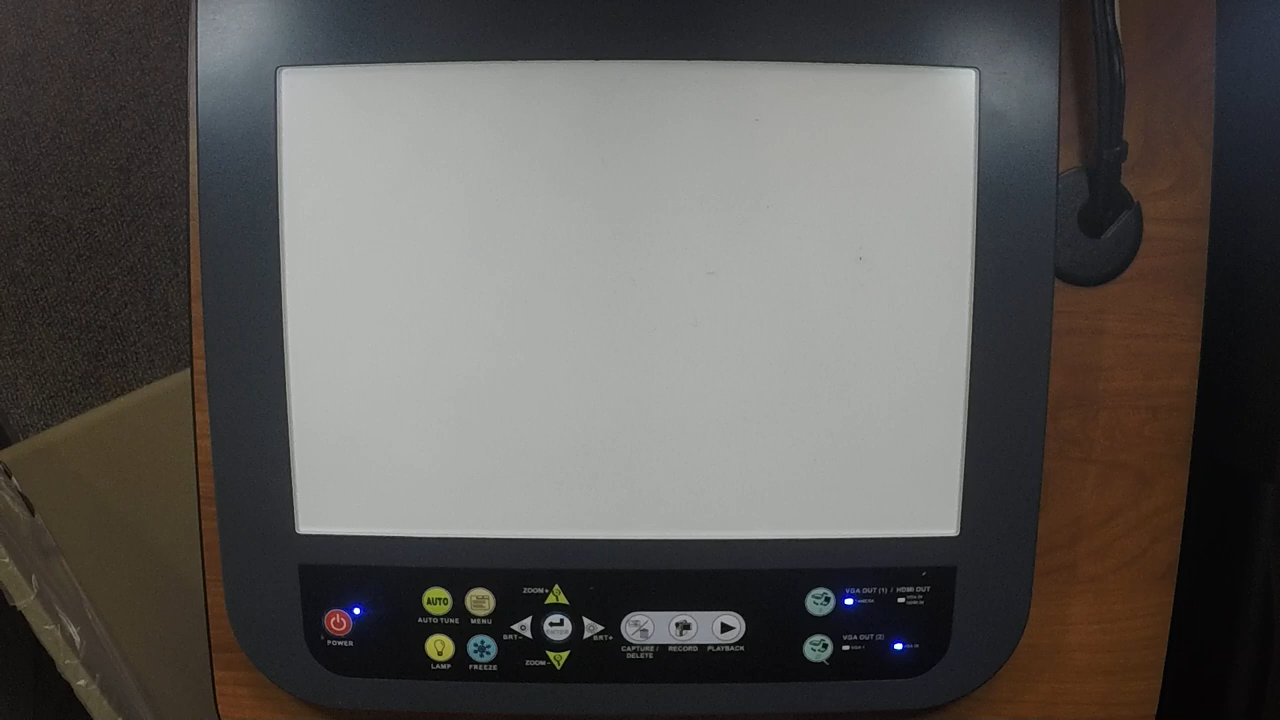 VGA OUT (1) / HDMI OUT
ZOOM+
AUTO
AUTO TUNE
MENU
ENTER
BRT-
BRT+
POWER
VGA OUT (2)
CAPTURE /
DELETE
RECORD
PLAYBACK
ZOOM-
LAMP
FREEZE